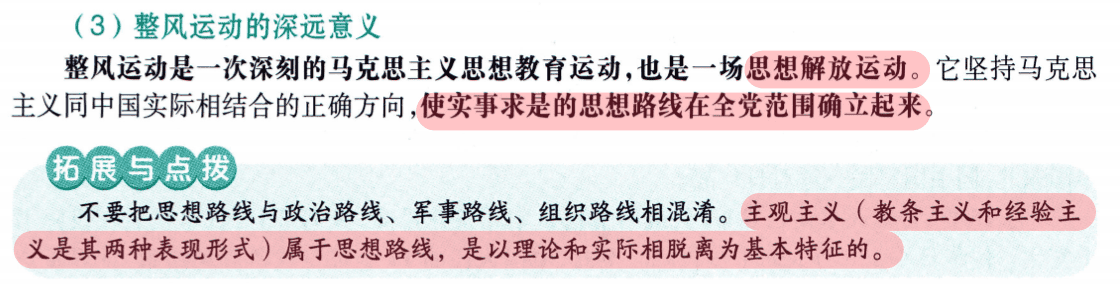 （3）整风运动的深远意义
整风运动是一次深刻的马克思主义思想教育运动，也是一场思想解放运动。它坚持马克思
主义同中国实际相结合的正确方向，使实事求是的思想路线在全党范围确立起来。
拓展与点拨
不要把思想路线与政治路线、军事路线、组织路线相混淆。主观主义（教条主义和经验主
义是其两种表现形式）属于思想路线，是以理论和实际相脱离为基本特征的。